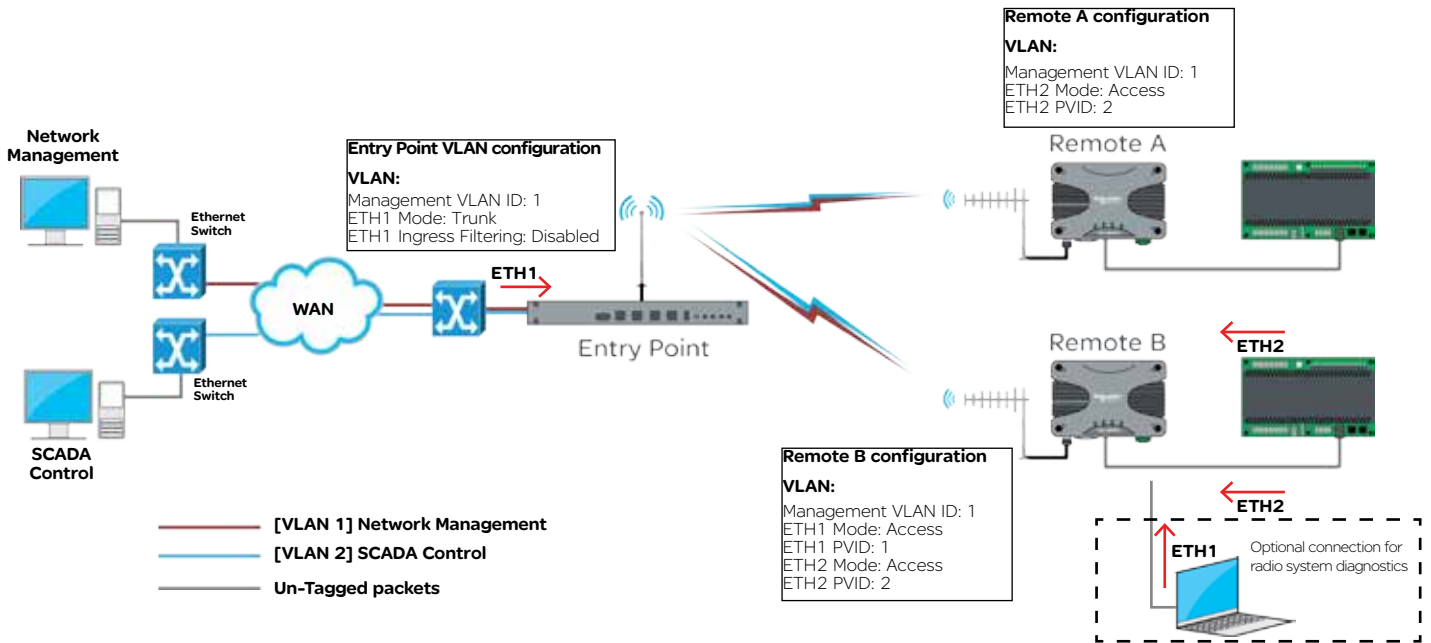 Remote A configuration
VLAN:
Management VLAN ID: 1
ETH2 Mode: Access
ETH2 PVID: 2
Network
Management
Entry Point VLAN configuration
VLAN:
Management VLAN ID: 1
ETH1 Mode: Trunk
ETH1 Ingress Filtering: Disabled
Remote A
Ethernet
Switch
ETH1
WAN
Entry Point
Remote B
ETH2
Ethernet
Switch
SCADA
Control
Remote B configuration
VLAN:
Management VLAN ID: 1
ETH1 Mode: Access
ETH1 PVID: 1
ETH2 Mode: Access
ETH2 PVID: 2
ETH2
ETH1
Optional connection for
radio system diagnostics
[VLAN 1] Network Management
[VLAN 2] SCADA Control
Un-Tagged packets